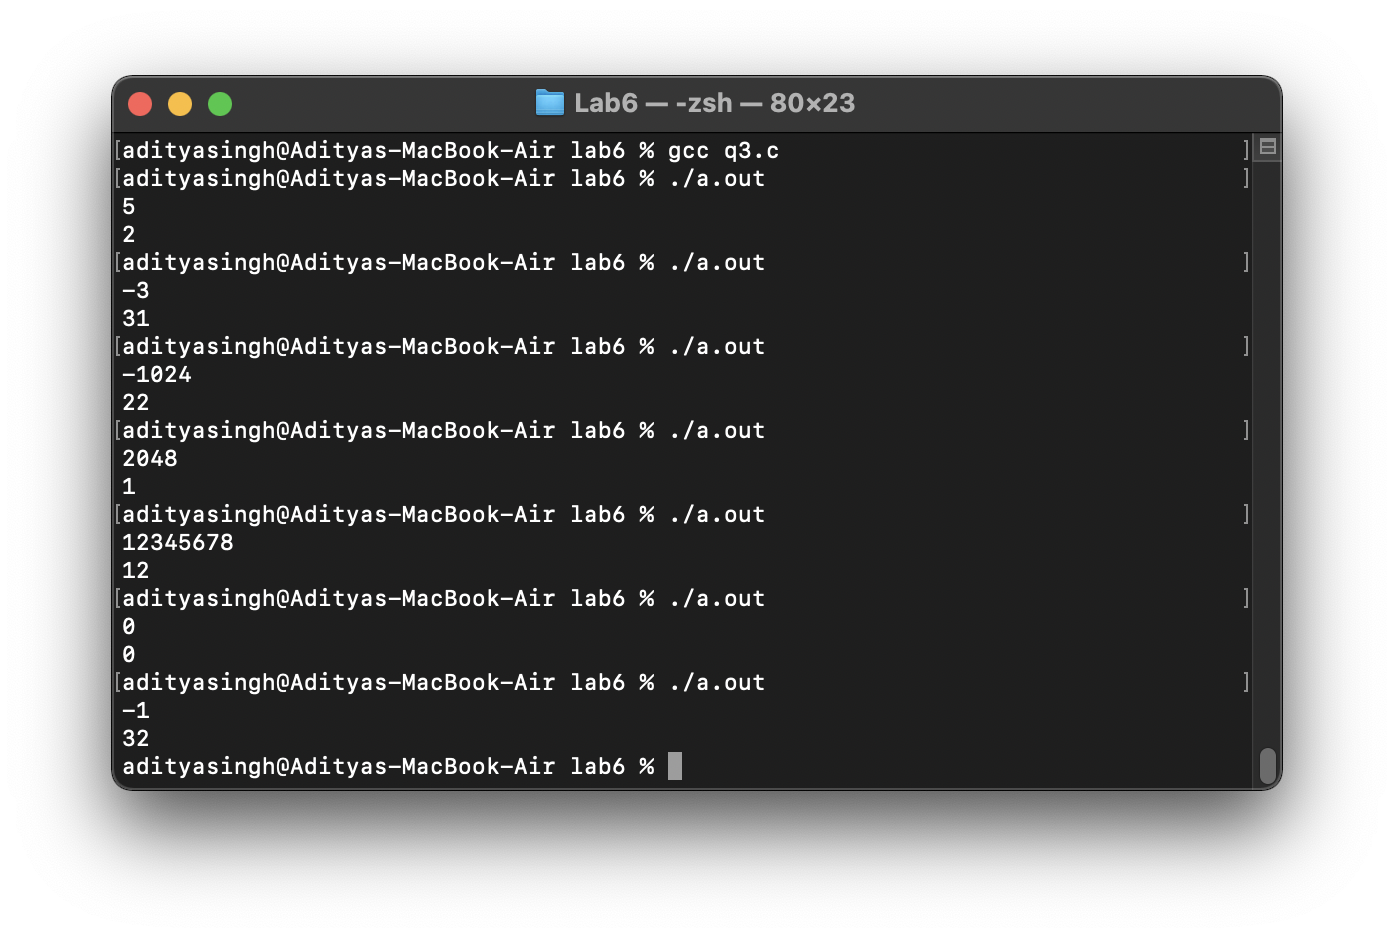 Lab6 — -zsh — 80×23
[adityasingh@Adityas-MacBook-Air lab6 % gcc q3.c ]
[adityasingh@Adityas-MacBook-Air lab6 % ./a.out ]
5
2
[adityasingh@Adityas-MacBook-Air lab6 % ./a.out ]
-3
31
[adityasingh@Adityas-MacBook-Air lab6 % ./a.out ]
-1024
22
[adityasingh@Adityas-MacBook-Air lab6 % ./a.out ]
2048
1
[adityasingh@Adityas-MacBook-Air lab6 % ./a.out ]
12345678
12
[adityasingh@Adityas-MacBook-Air lab6 % ./a.out ]
0
0
[adityasingh@Adityas-MacBook-Air lab6 % ./a.out ]
-1
32
adityasingh@Adityas-MacBook-Air lab6 %